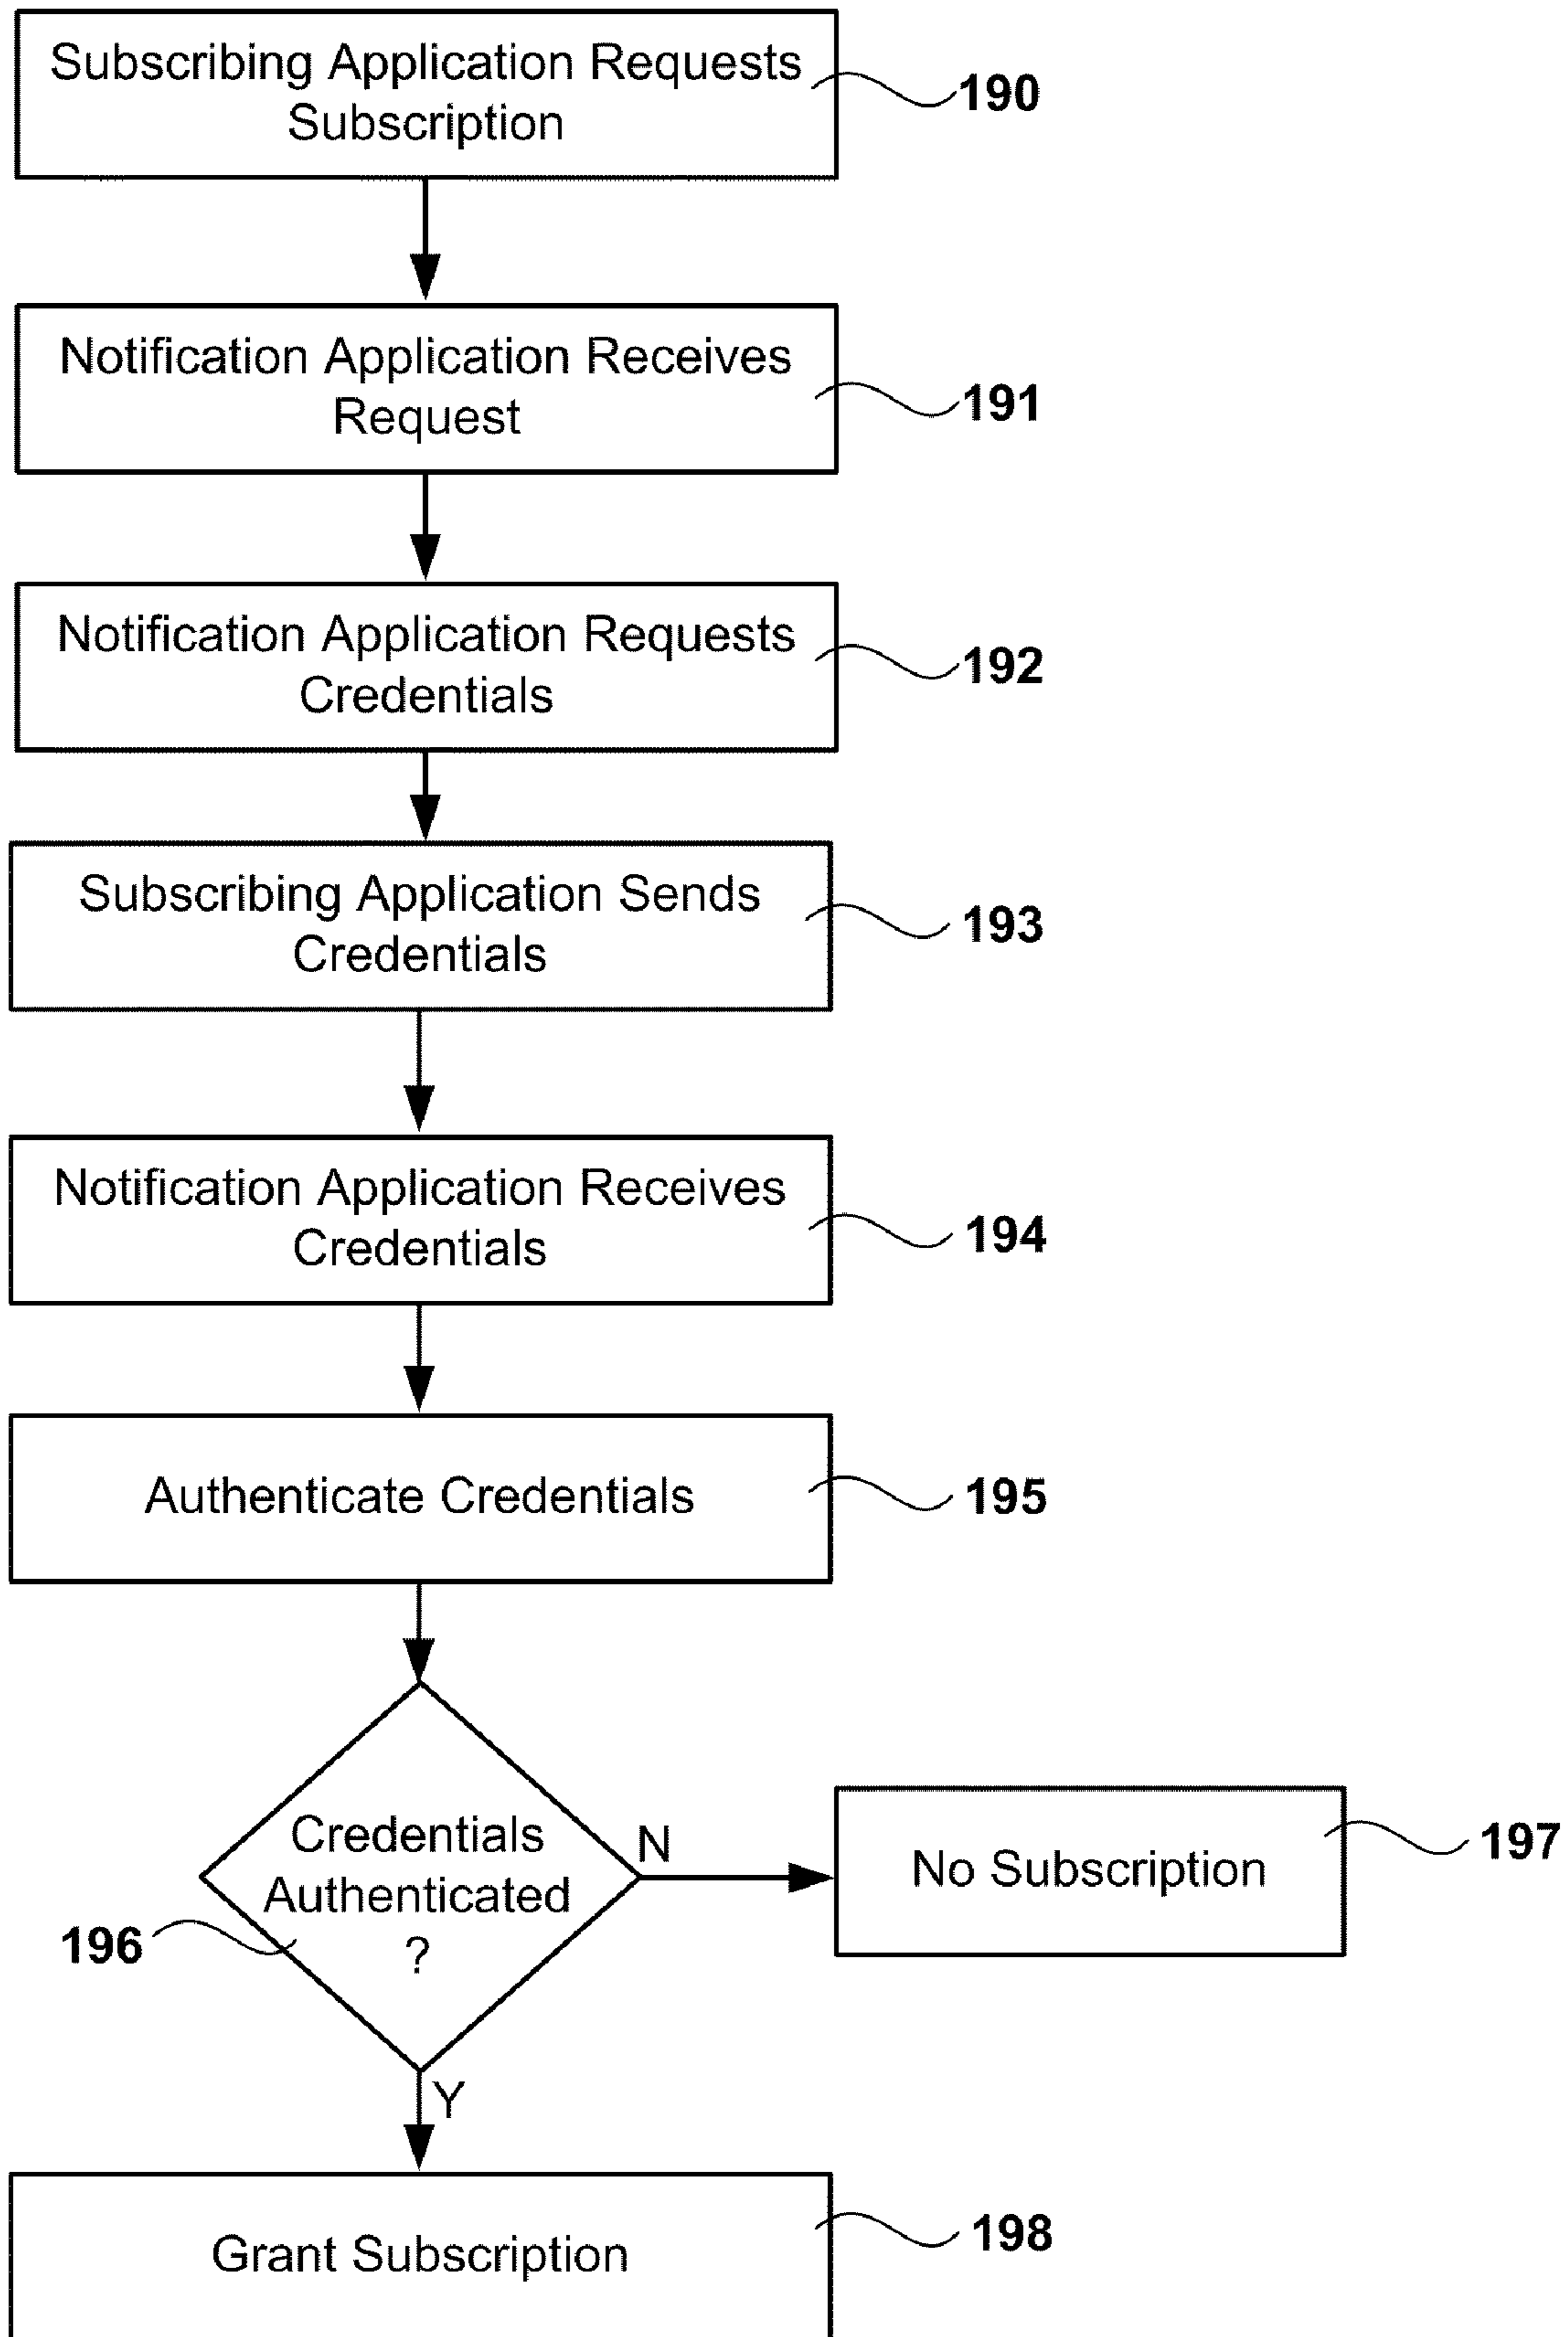 Subscribing Application Requests
Subscription
190
Notification Application Receives
Request
191
Notification Application Requests
Credentials
192
Subscribing Application Sends
Credentials
193
Notification Application Receives
Credentials
194
Authenticate Credentials
195
Credentials
Authenticated
?
196
N
No Subscription
197
Y
Grant Subscription
198